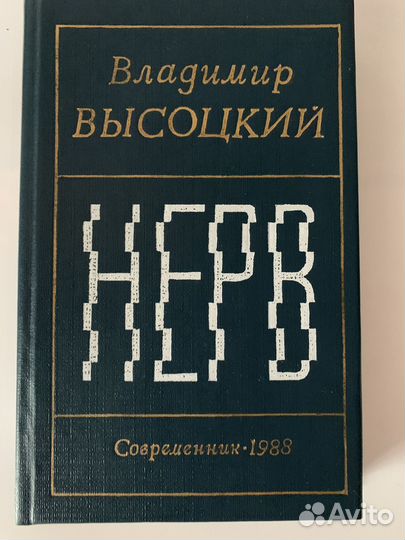 Владимир
ВЫСОЦКИЙ
НЕРВ
Современник·1988
Avito